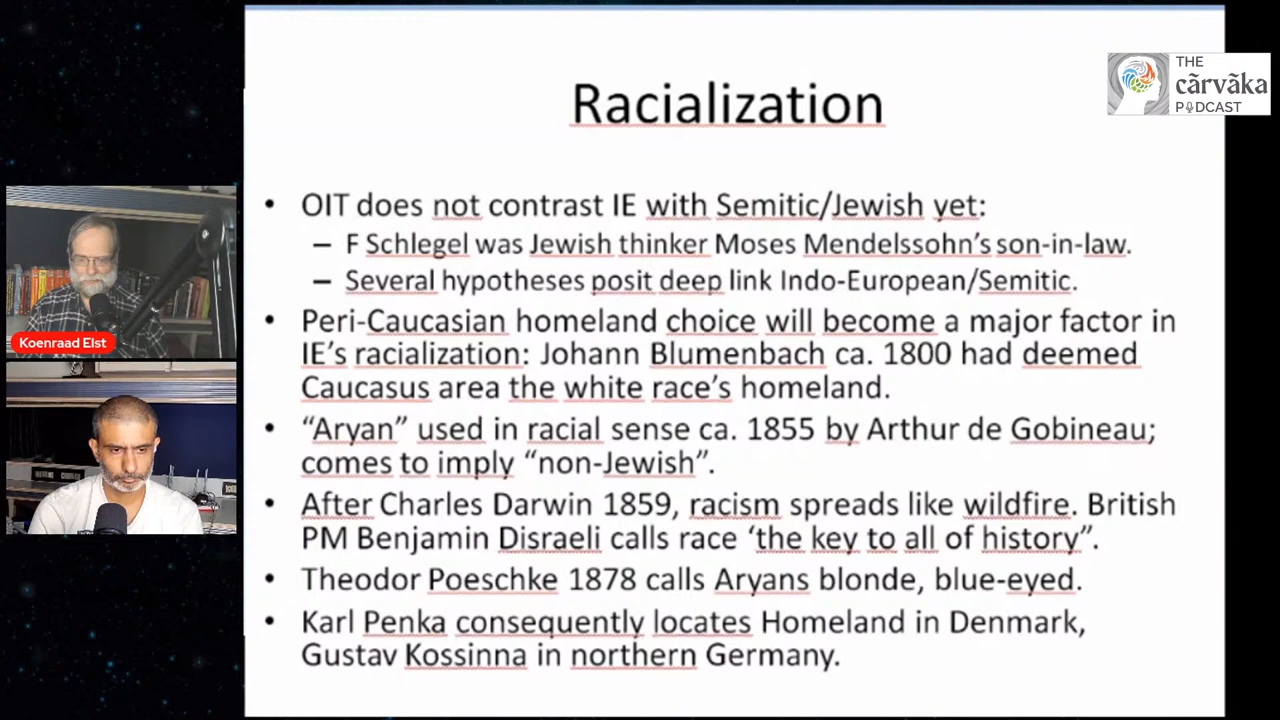 Racialization
• OIT does not contrast IE with Semitic/Jewish yet:
– F Schlegel was Jewish thinker Moses Mendelssohn’s son-in-law.
– Several hypotheses posit deep link Indo-European/Semitic.
• Peri-Caucasian homeland choice will become a major factor in
IE’s racialization: Johann Blumenbach ca. 1800 had deemed
Caucasus area the white race’s homeland.
• “Aryan” used in racial sense ca. 1855 by Arthur de Gobineau;
comes to imply “non-Jewish”.
• After Charles Darwin 1859, racism spreads like wildfire. British
PM Benjamin Disraeli calls race ‘the key to all of history”.
• Theodor Poeschke 1878 calls Aryans blonde, blue-eyed.
• Karl Penka consequently locates Homeland in Denmark,
Gustav Kossinna in northern Germany.
THE
cārvāka
PODCAST
Koenraad Elst